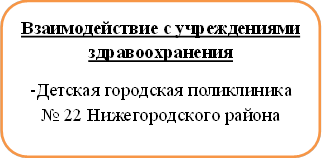 Взаимодействие с учреждениями
здравоохранения
-Детская городская поликлиника
№ 22 Нижегородского района